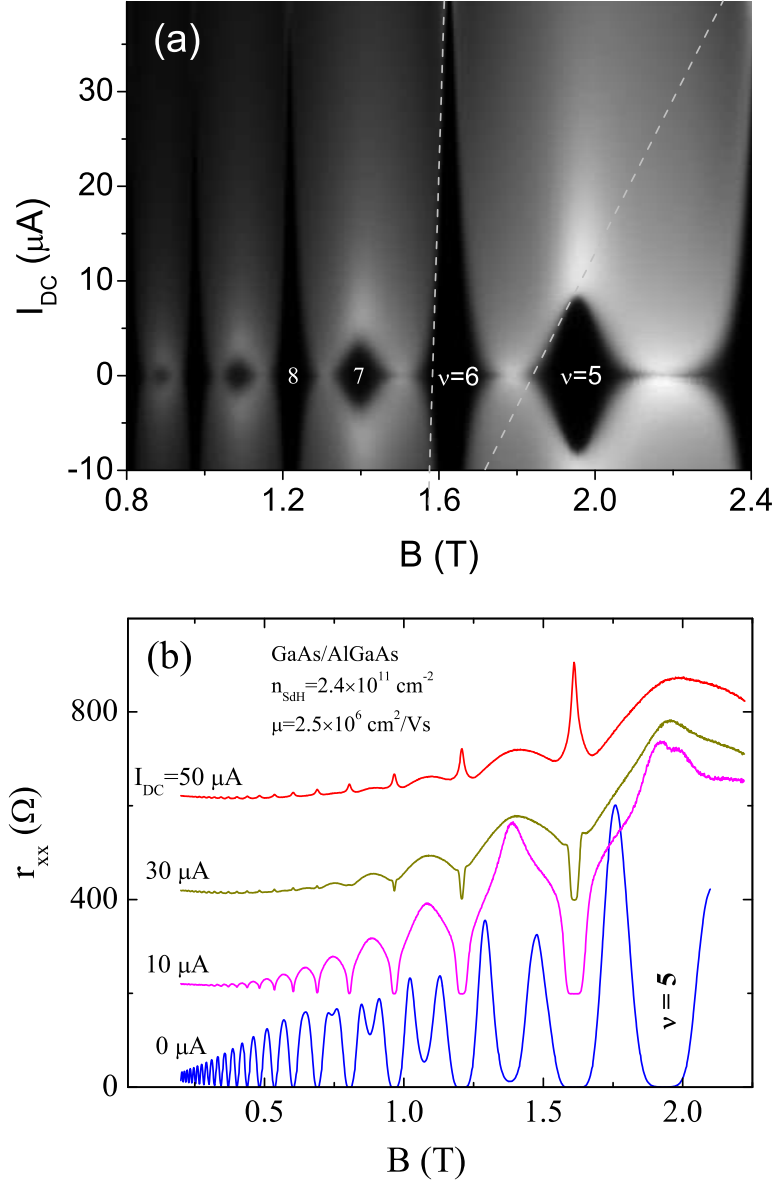 (a)
I_DC (μA)
30
20
10
0
-10
8
7
ν=6
ν=5
0.8
1.2
1.6
2.0
2.4
B (T)
(b)
GaAs/AlGaAs
n_SdH=2.4×10^11 cm^-2
μ=2.5×10^6 cm^2/Vs
r_xx (Ω)
800
400
0
I_DC=50 μA
30 μA
10 μA
0 μA
ν = 5
0.5
1.0
1.5
2.0
B (T)